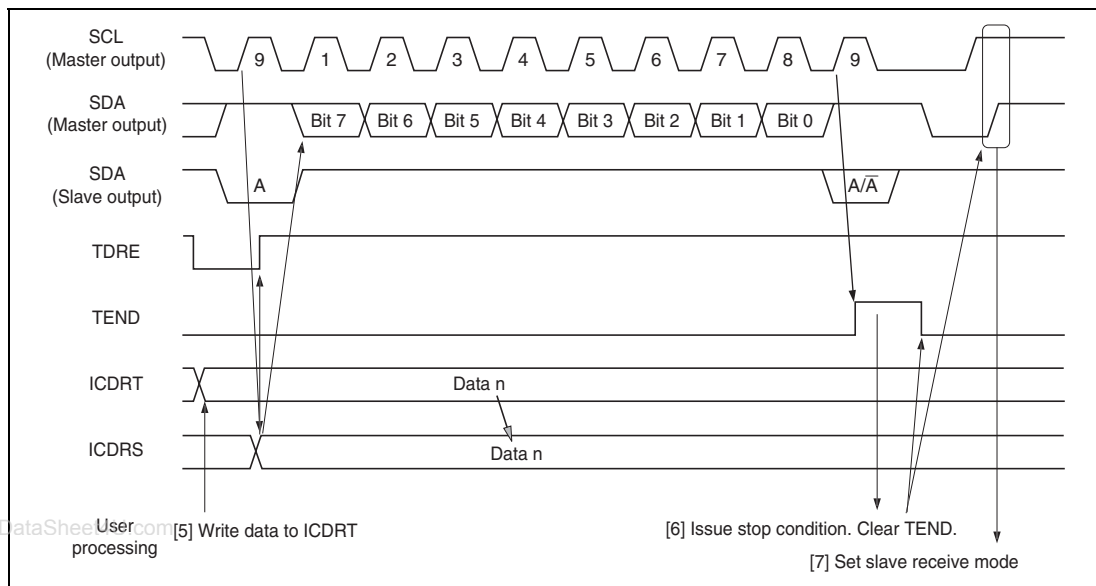 SCL
(Master output)
9 1 2 3 4 5 6 7 8 9
SDA
(Master output)
Bit 7 Bit 6 Bit 5 Bit 4 Bit 3 Bit 2 Bit 1 Bit 0
SDA
(Slave output)
A A/A̅
TDRE
TEND
ICDRT
Data n
ICDRS
Data n
User
processing
[5] Write data to ICDRT
[6] Issue stop condition. Clear TEND.
[7] Set slave receive mode